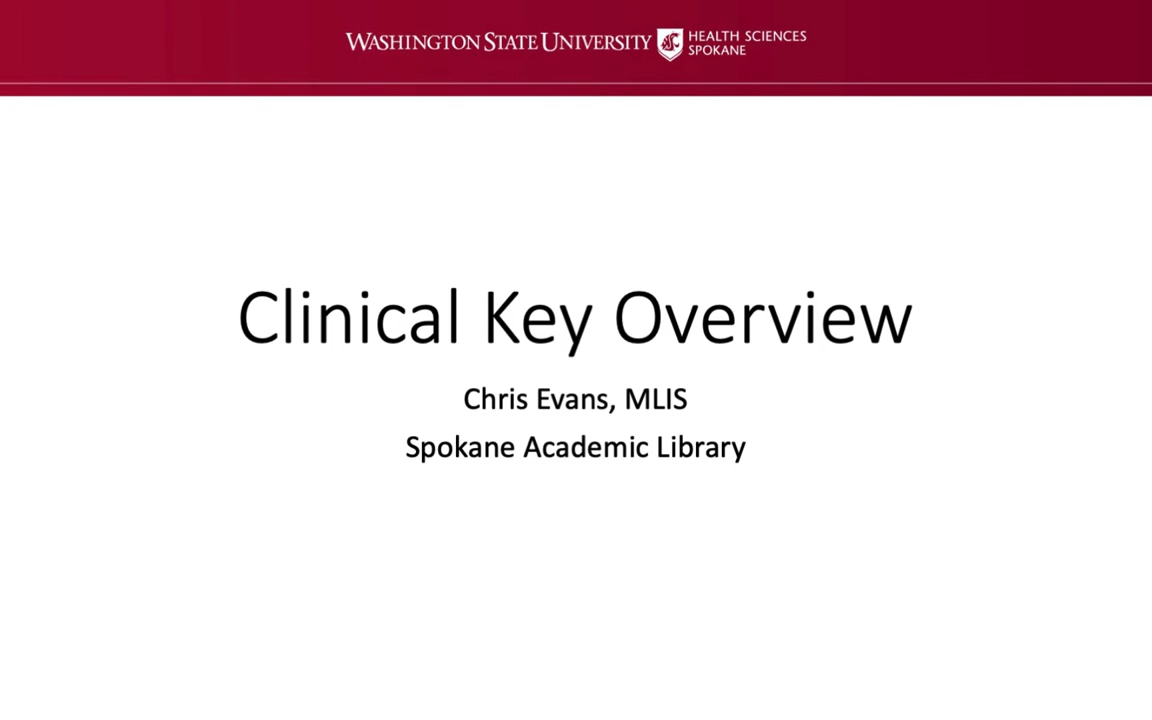 WASHINGTON STATE UNIVERSITY HEALTH SCIENCES
SPOKANE
Clinical Key Overview
Chris Evans, MLIS
Spokane Academic Library